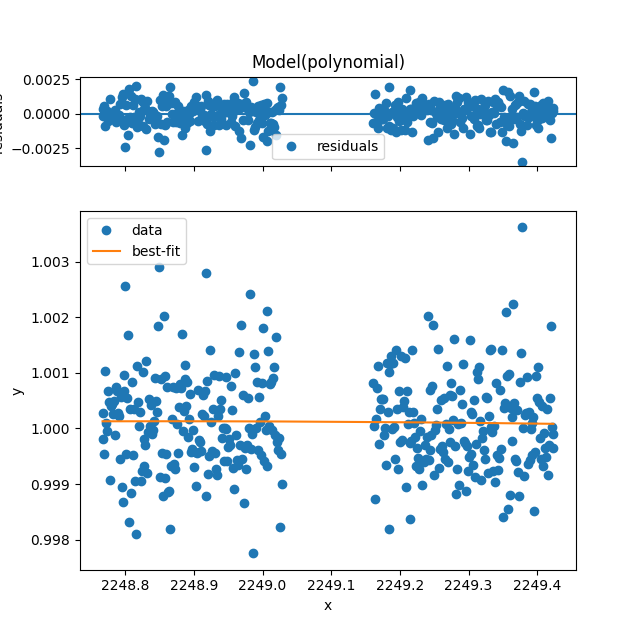 Model(polynomial)
0.0025
0.0000
−0.0025
residuals
residuals
data
best-fit
1.003
1.002
1.001
1.000
0.999
0.998
y
2248.8 2248.9 2249.0 2249.1 2249.2 2249.3 2249.4
x